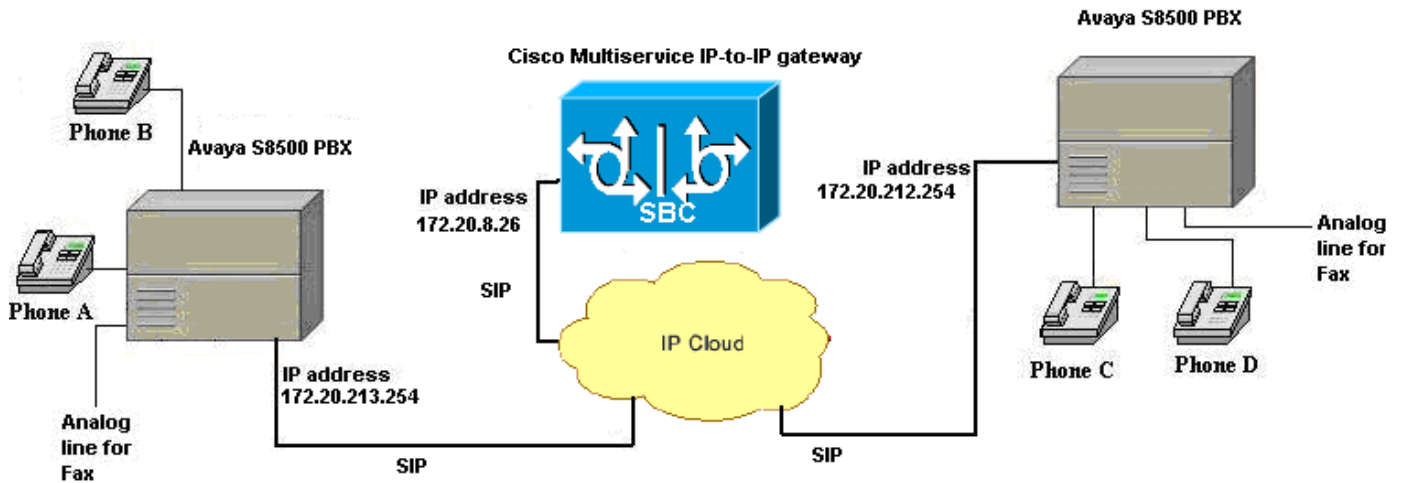 Avaya S8500 PBX
Cisco Multiservice IP-to-IP gateway
Phone B
Avaya S8500 PBX
IP address
172.20.8.26
SBC
IP address
172.20.212.254
Phone A
SIP
IP Cloud
Analog
line for
Fax
Phone C
Phone D
IP address
172.20.213.254
Analog
line for
Fax
SIP
SIP